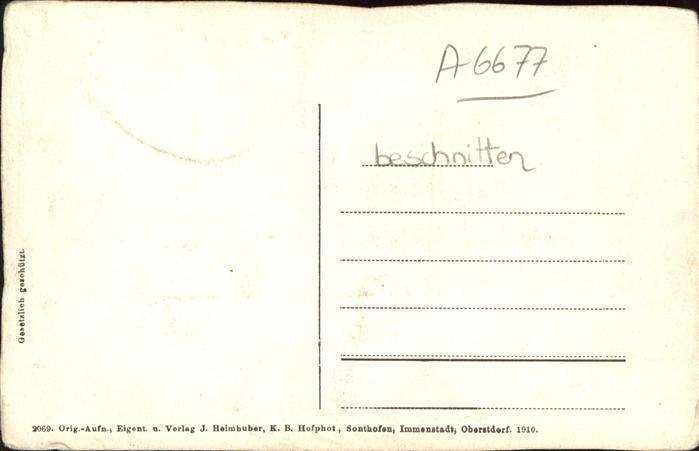 A 6677
beschnitten
Gesetzlich geschützt.
2069. Orig.-Aufn., Eigent. u. Verlag J. Heimhuber, K. B. Hofphot., Sonthofen, Immenstadt, Oberstdorf. 1910.